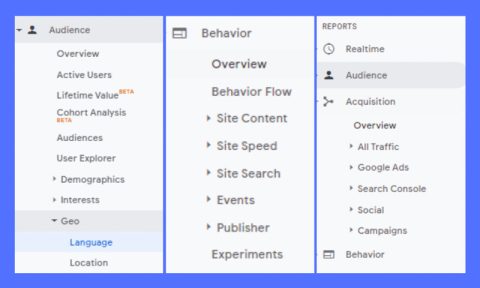 Audience
Overview
Active Users
Lifetime Value BETA
Cohort Analysis
BETA
Audiences
User Explorer
Demographics
Interests
Geo
Language
Location
Behavior
Overview
Behavior Flow
Site Content
Site Speed
Site Search
Events
Publisher
Experiments
REPORTS
Realtime
Audience
Acquisition
Overview
All Traffic
Google Ads
Search Console
Social
Campaigns
Behavior